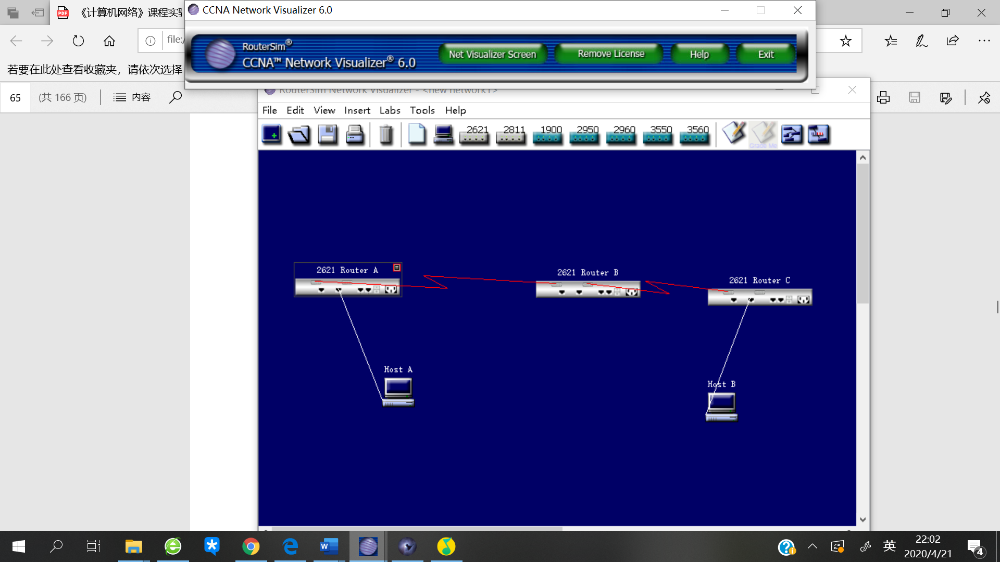 《计算机网络》课程实验
CCNA Network Visualizer 6.0
file:/
RouterSim®
CCNA™ Network Visualizer® 6.0
Net Visualizer Screen
Remove License
Help
Exit
若要在此处查看收藏夹，请依次选择
65
(共 166 页)
内容
RouterSim Network Visualizer - <new network1>
File Edit View Insert Labs Tools Help
2621 2811 1900 2950 2960 3550 3560
Grade Me
2621 Router A
2621 Router B
2621 Router C
Host A
Host B
英
22:02
2020/4/21
4